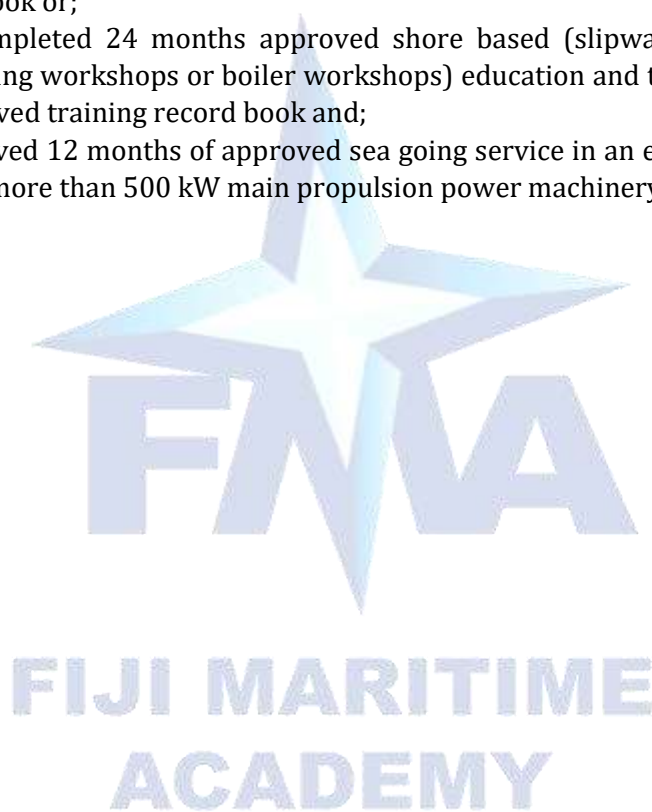 ook or;
mpleted 24 months approved shore based (slipwa
ng workshops or boiler workshops) education and t
ved training record book and;
ved 12 months of approved sea going service in an e
more than 500 kW main propulsion power machinery
FMA
FIJI MARITIME
ACADEMY